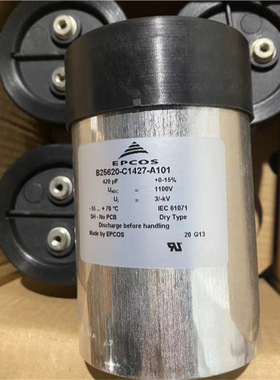 EPCOS
B25620-C1427-A101
420 µF +0-15%
UNDC 1100V
Ui 3/-kV
-55 ... +70 °C IEC 61071
SH - No PCB Dry Type
Discharge before handling
Made by EPCOS 20 G13